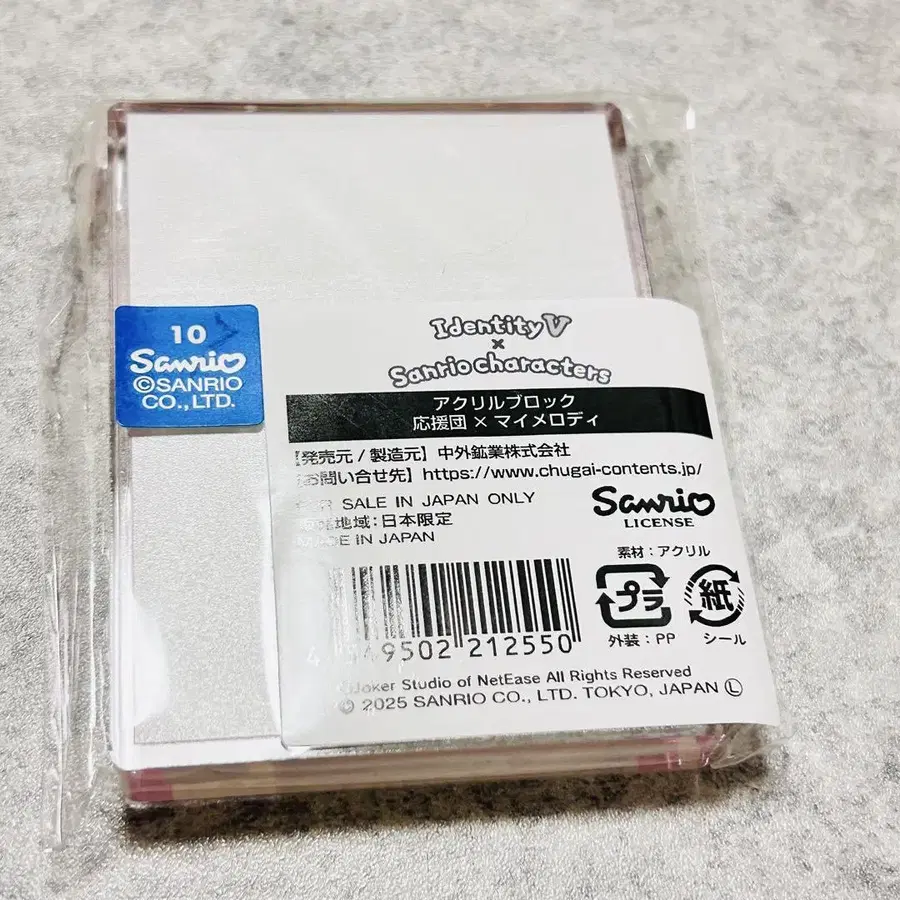 10
Sanrio
©SANRIO
CO.,LTD.
Identity V
×
Sanrio characters
アクリルブロック
応援団 × マイメロディ
【発売元 / 製造元】中外鉱業株式会社
お問い合せ先】https://www.chugai-contents.jp/
SALE IN JAPAN ONLY
地域:日本限定
MADE IN JAPAN
Sanrio
LICENSE
素材:アクリル
プラ
紙
外装:PP
シール
4 549502 212550
Joker Studio of NetEase All Rights Reserved
© 2025 SANRIO CO., LTD. TOKYO, JAPAN Ⓛ